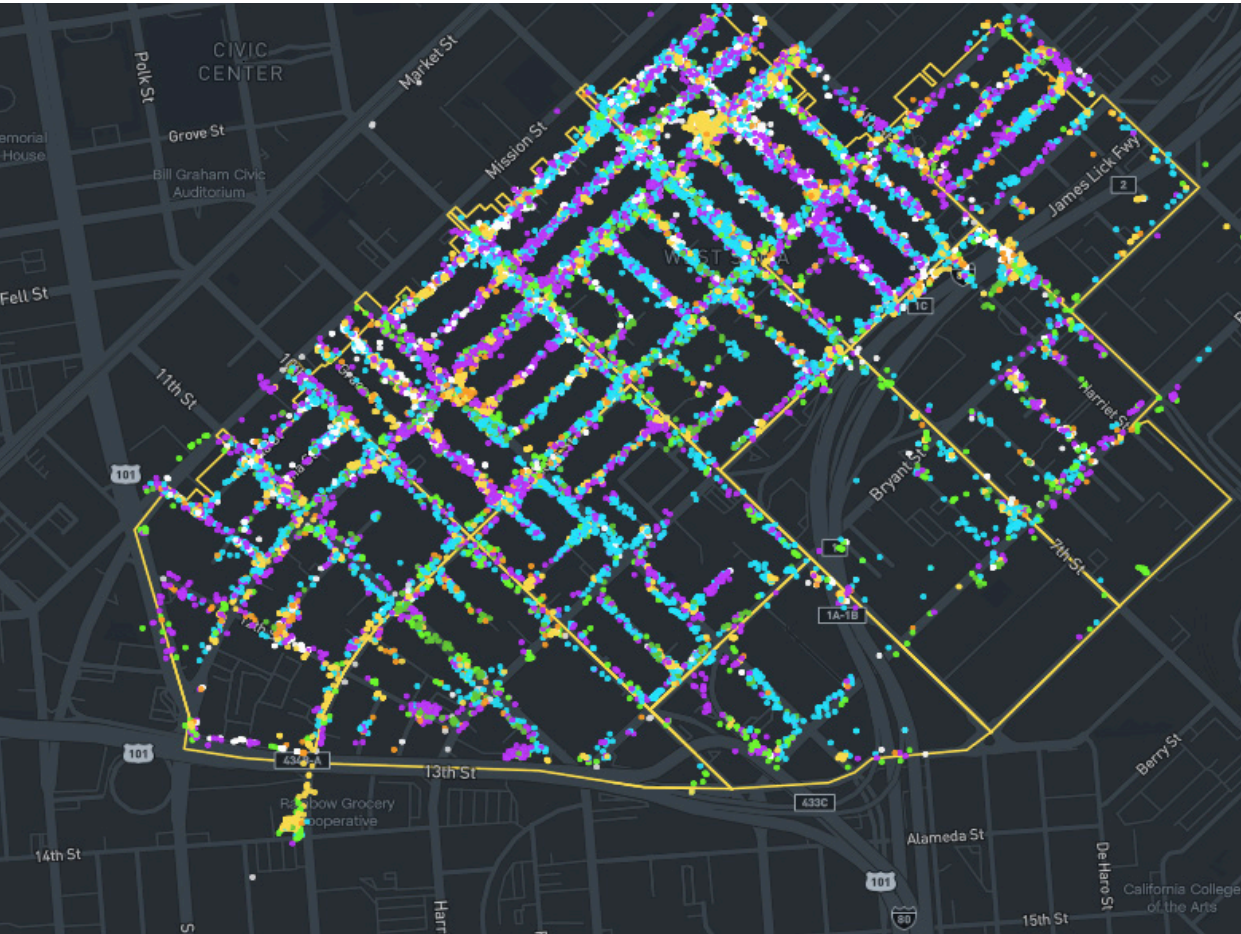 CIVIC
CENTER
Polk St
Market St
Grove St
emorial
House
Mission St
Bill Graham Civic
Auditorium
James Lick Fwy
2
Fell St
1C
11th St
Harriet St
101
Bryant St
7th St
1A-1B
101
13th St
Berry St
433C
14th St
Alameda St
101
De Haro St
California College
of the Arts
80
15th St
Harr
S